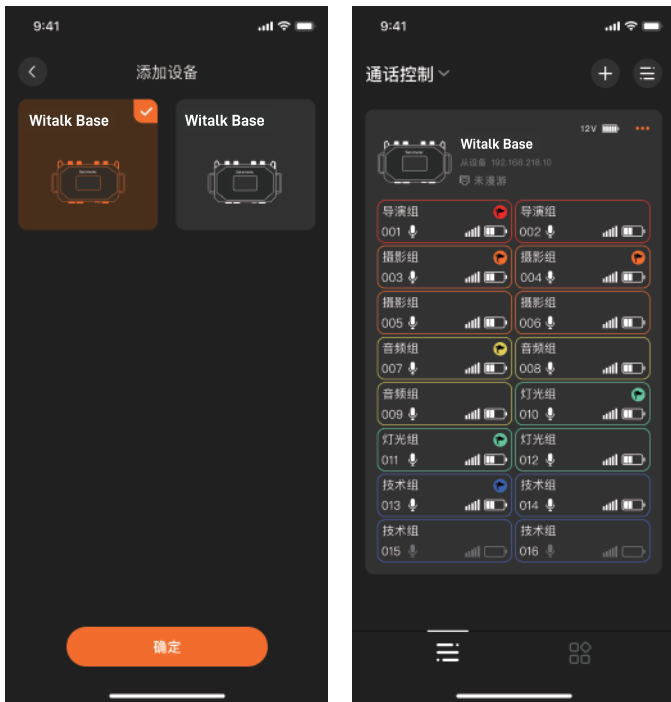 9:41
添加设备
Witalk Base
Witalk Base
确定
9:41
通话控制
12V
Witalk Base
从设备 192.168.218.10
未漫游
导演组 导演组
001 002
摄影组 摄影组
003 004
摄影组 摄影组
005 006
音频组 音频组
007 008
音频组 灯光组
009 010
灯光组 灯光组
011 012
技术组 技术组
013 014
技术组 技术组
015 016